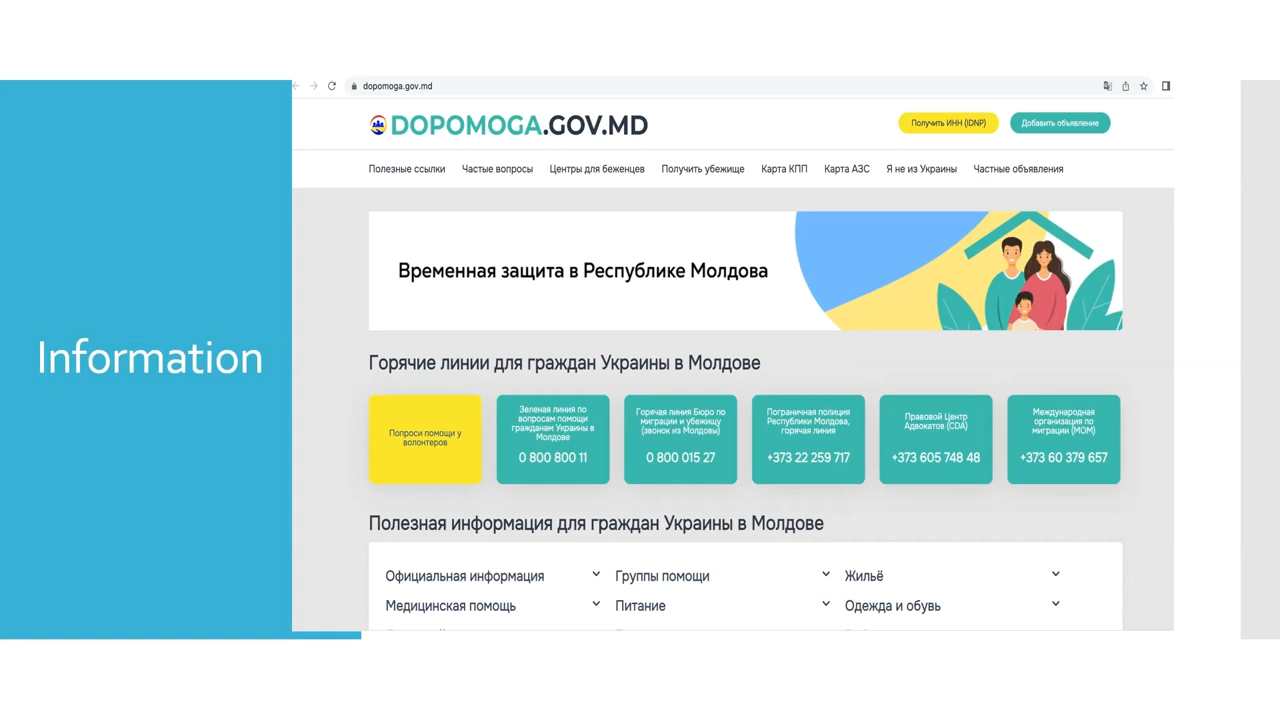 dopomoga.gov.md
DOPOMOGA.GOV.MD
Получить ИНН (IDNP)
Добавить объявление
Полезные ссылки
Частые вопросы
Центры для беженцев
Получить убежище
Карта КПП
Карта АЗС
Я не из Украины
Частные объявления
Information
Временная защита в Республике Молдова
Горячие линии для граждан Украины в Молдове
Попроси помощи у
волонтеров
Зеленая линия по
вопросам помощи
гражданам Украины в
Молдове
0 800 800 11
Горячая линия Бюро по
миграции и убежищу
(звонок из Молдовы)
0 800 015 27
Пограничная полиция
Республики Молдова,
горячая линия
+373 22 259 717
Правовой Центр
Адвокатов (CDA)
+373 605 748 48
Международная
организация по
миграции (МОМ)
+373 60 379 657
Полезная информация для граждан Украины в Молдове
Официальная информация
Группы помощи
Жильё
Медицинская помощь
Питание
Одежда и обувь